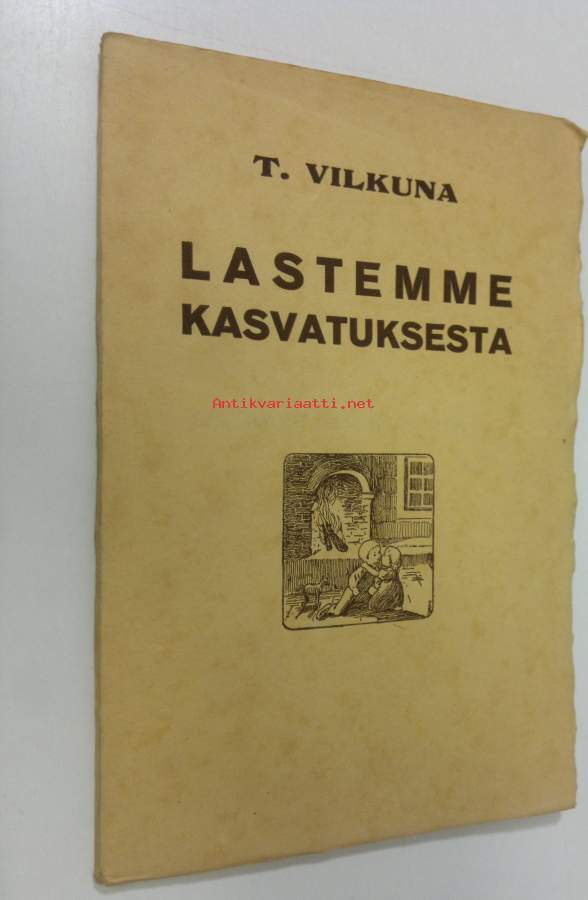 T. VILKUNA
LASTEMME
KASVATUKSESTA
Antikvariaatti.net